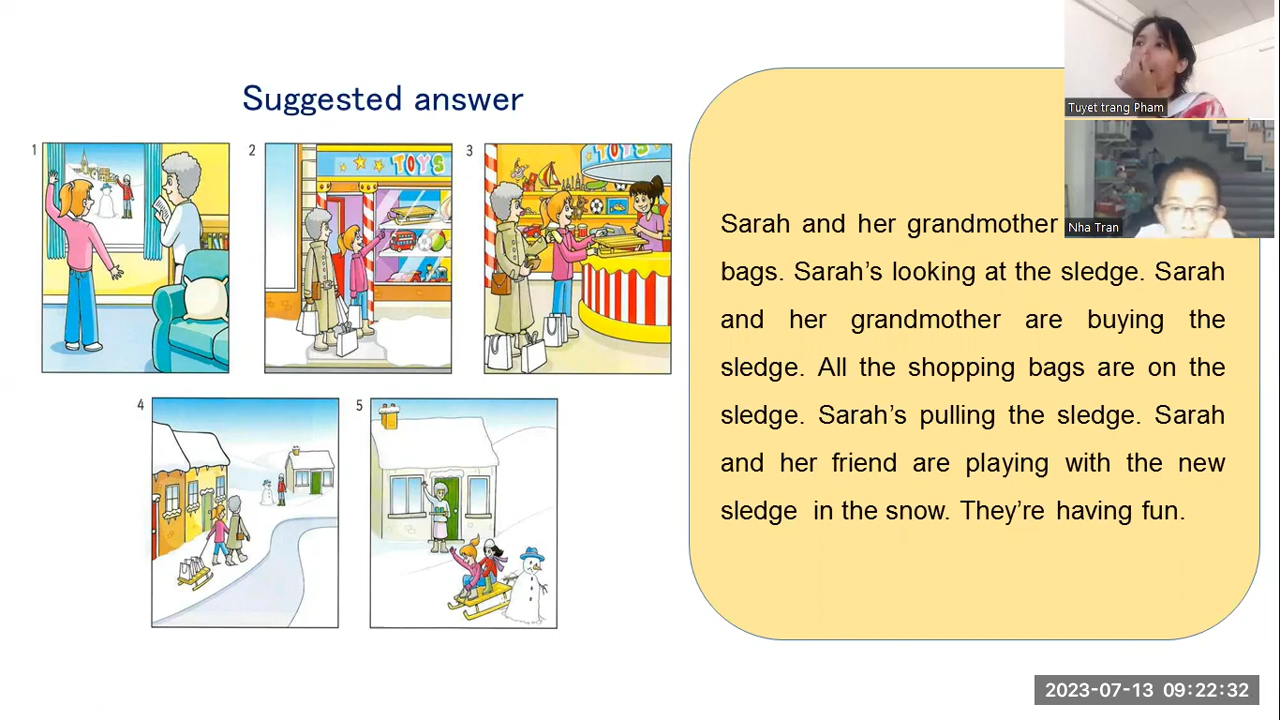 Suggested answer
1
2
3
TOYS
TOYS
4
5
Sarah and her grandmother
bags. Sarah's looking at the sledge. Sarah
and her grandmother are buying the
sledge. All the shopping bags are on the
sledge. Sarah's pulling the sledge. Sarah
and her friend are playing with the new
sledge in the snow. They're having fun.
Tuyet trang Pham
Nha Tran
2023-07-13 09:22:32